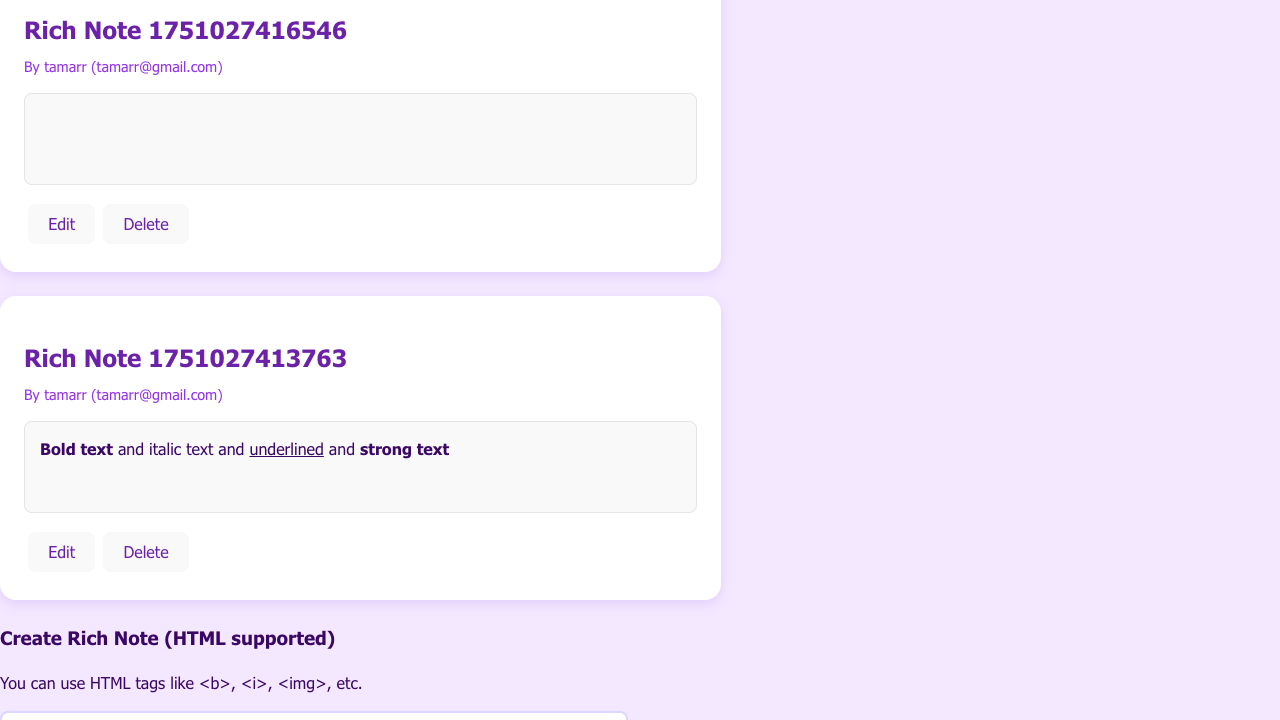 Rich Note 1751027416546
By tamarr (tamarr@gmail.com)
Edit Delete
Rich Note 1751027413763
By tamarr (tamarr@gmail.com)
Bold text and italic text and underlined and strong text
Edit Delete
Create Rich Note (HTML supported)
You can use HTML tags like <b>, <i>, <img>, etc.